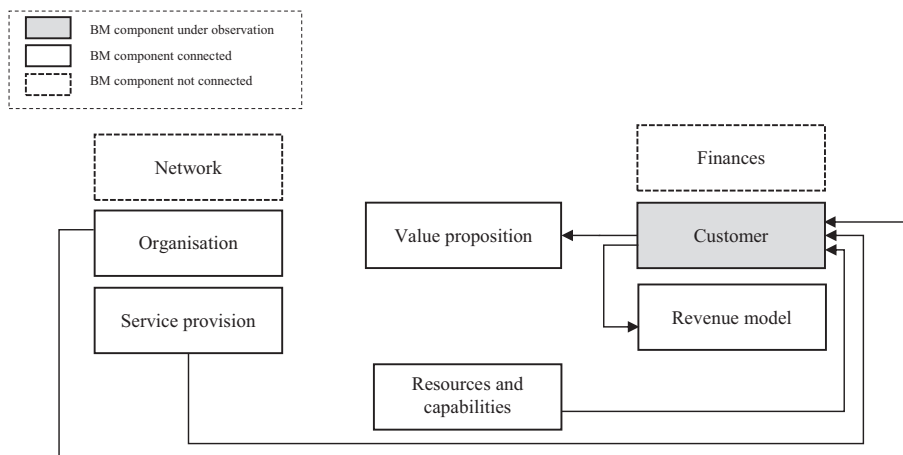 BM component under observation
BM component connected
BM component not connected
Network
Finances
Organisation
Value proposition
Customer
Service provision
Revenue model
Resources and
capabilities